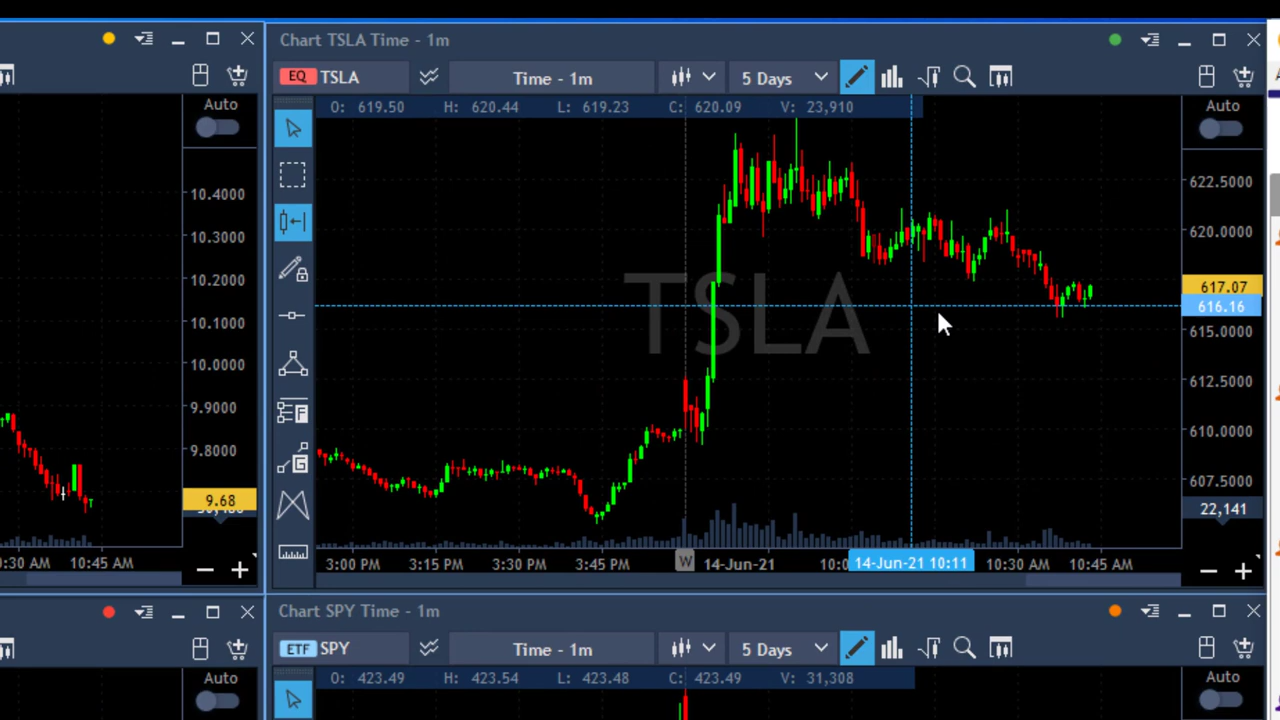 Chart TSLA Time - 1m
EQ TSLA
Time - 1m
5 Days
Auto
O: 619.50 H: 620.44 L: 619.23 C: 620.09 V: 23,910
Auto
10.4000
10.3000
10.2000
10.1000
10.0000
9.9000
9.8000
9.68
:30 AM 10:45 AM
TSLA
622.5000
620.0000
617.07
616.16
615.0000
612.5000
610.0000
607.5000
22,141
F
G
3:00 PM 3:15 PM 3:30 PM 3:45 PM W 14-Jun-21 14-Jun-21 10:11 10:30 AM 10:45 AM
Chart SPY Time - 1m
ETF SPY
Time - 1m
5 Days
Auto
O: 423.49 H: 423.54 L: 423.48 C: 423.49 V: 31,308
Auto